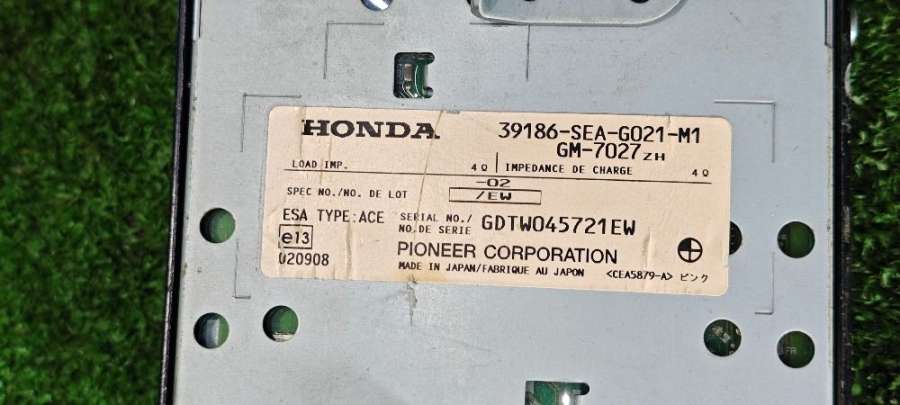 HONDA 39186-SEA-G021-M1
GM-7027ZH
LOAD IMP. 4Ω IMPEDANCE DE CHARGE 4Ω
SPEC NO./NO. DE LOT -02 /EW
ESA TYPE:ACE SERIAL NO./ NO.DE SERIE GDTW045721EW
e13
020908
PIONEER CORPORATION
MADE IN JAPAN/FABRIQUE AU JAPON <CEA5879-A> ピンク